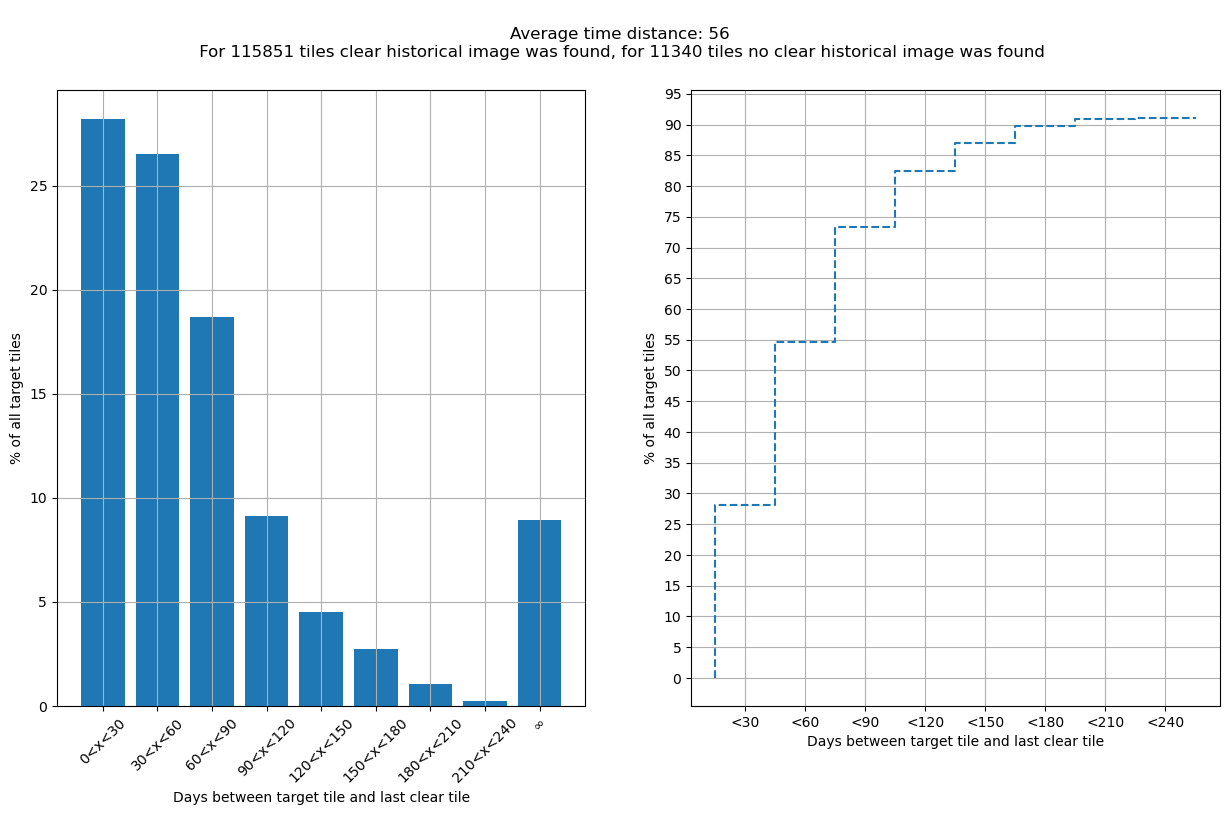 Average time distance: 56
For 115851 tiles clear historical image was found, for 11340 tiles no clear historical image was found
% of all target tiles
25
20
15
10
5
0
0<x<30
30<x<60
60<x<90
90<x<120
120<x<150
150<x<180
180<x<210
210<x<240
∞
Days between target tile and last clear tile
% of all target tiles
95
90
85
80
75
70
65
60
55
50
45
40
35
30
25
20
15
10
5
0
<30
<60
<90
<120
<150
<180
<210
<240
Days between target tile and last clear tile